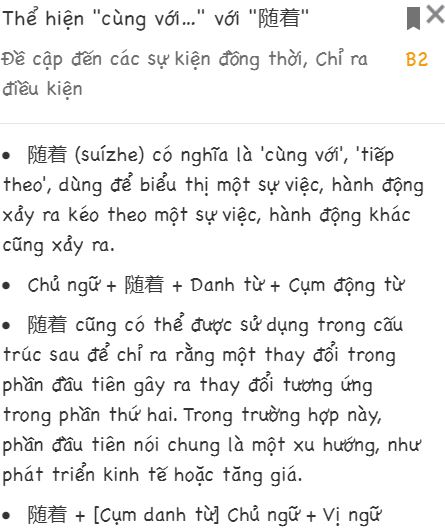 Thể hiện "cùng với..." với "随着"
Đề cập đến các sự kiện đồng thời, Chỉ ra B2
điều kiện
• 随着 (suízhe) có nghĩa là 'cùng với', 'tiếp
theo', dùng để biểu thị một sự việc, hành động
xảy ra kéo theo một sự việc, hành động khác
cũng xảy ra.
• Chủ ngữ + 随着 + Danh từ + Cụm động từ
• 随着 cũng có thể được sử dụng trong cấu
trúc sau để chỉ ra rằng một thay đổi trong
phần đầu tiên gây ra thay đổi tương ứng
trong phần thứ hai. Trong trường hợp này,
phần đầu tiên nói chung là một xu hướng, như
phát triển kinh tế hoặc tăng giá.
• 随着 + [Cụm danh từ] Chủ ngữ + Vị ngữ